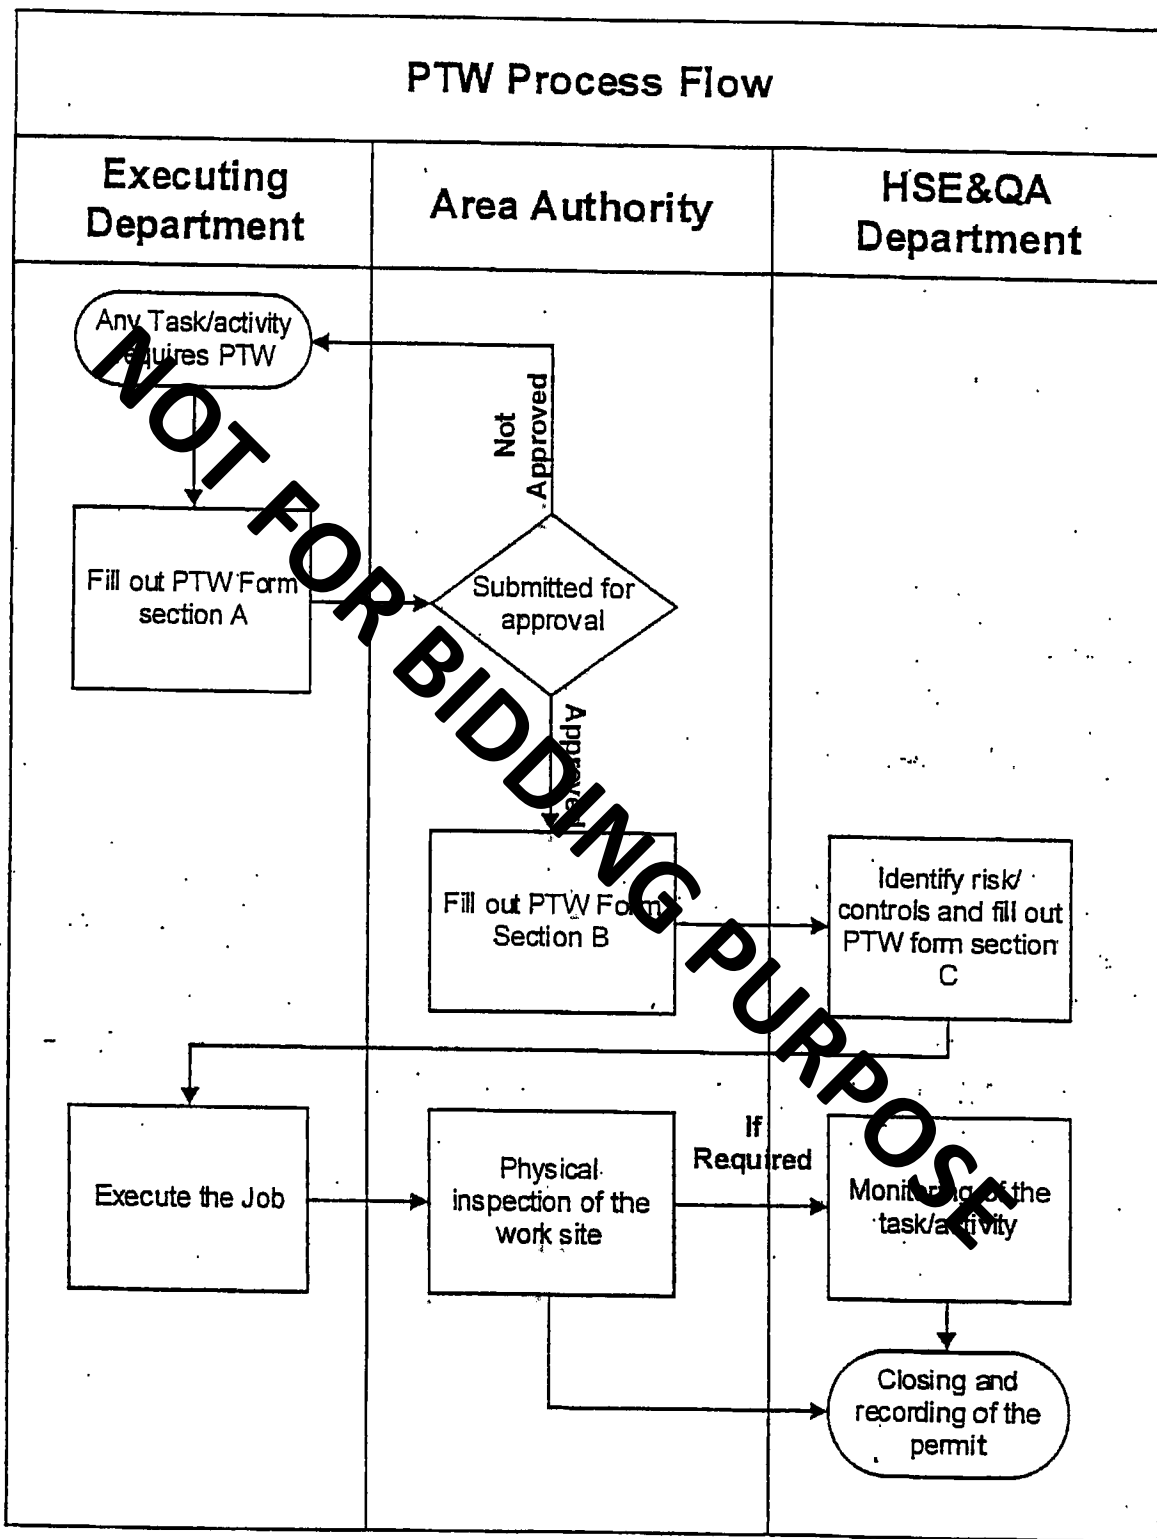 PTW Process Flow
Executing
Department
Area Authority
HSE&QA
Department
Any Task/activity
requires PTW
Not
Approved
Fill out PTW Form
section A
Submitted for
approval
Approved
Fill out PTW Form
Section B
Identify risk/
controls and fill out
PTW form section
C
Execute the Job
Physical
inspection of the
work site
If
Required
Monitoring of the
task/activity
Closing and
recording of the
permit
NOT FOR BIDDING PURPOSE